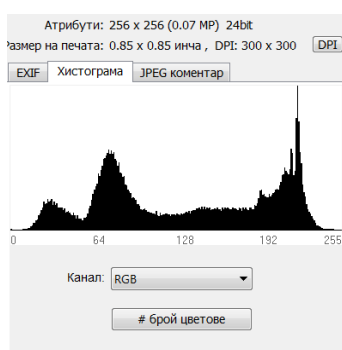 Атрибути: 256 x 256 (0.07 MP) 24bit
Размер на печата: 0.85 x 0.85 инча , DPI: 300 x 300 DPI
EXIF Хистограма JPEG коментар
0 64 128 192 255
Канал: RGB
# брой цветове